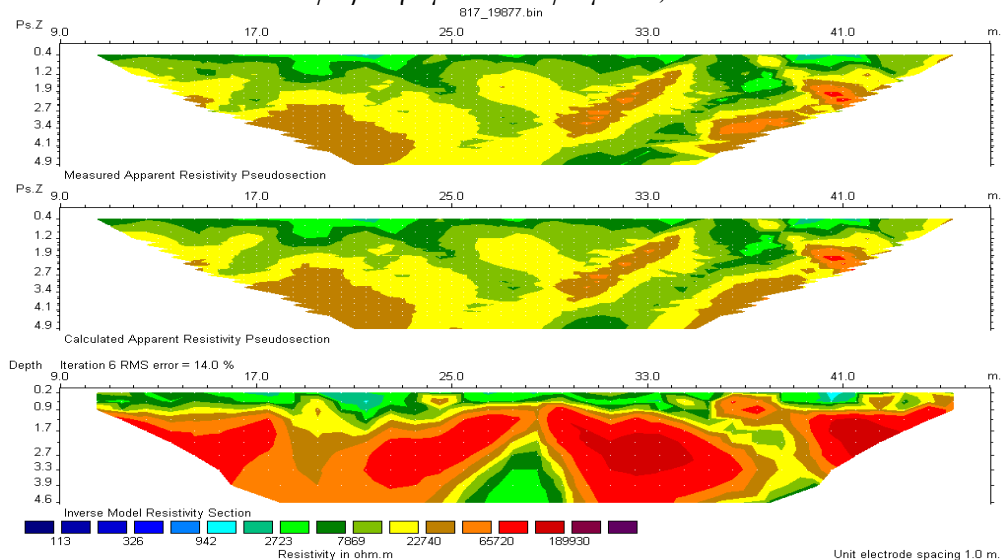 817_19877.bin
Ps.Z
9.0 17.0 25.0 33.0 41.0 m.
0.4
1.2
1.9
2.7
3.4
4.1
4.9
Measured Apparent Resistivity Pseudosection
Ps.Z
9.0 17.0 25.0 33.0 41.0 m.
0.4
1.2
1.9
2.7
3.4
4.1
4.9
Calculated Apparent Resistivity Pseudosection
Depth Iteration 6 RMS error = 14.0 %
9.0 17.0 25.0 33.0 41.0 m.
0.2
0.9
1.7
2.7
3.3
3.9
4.6
Inverse Model Resistivity Section
113 326 942 2723 7869 22740 65720 189930
Resistivity in ohm.m Unit electrode spacing 1.0 m.